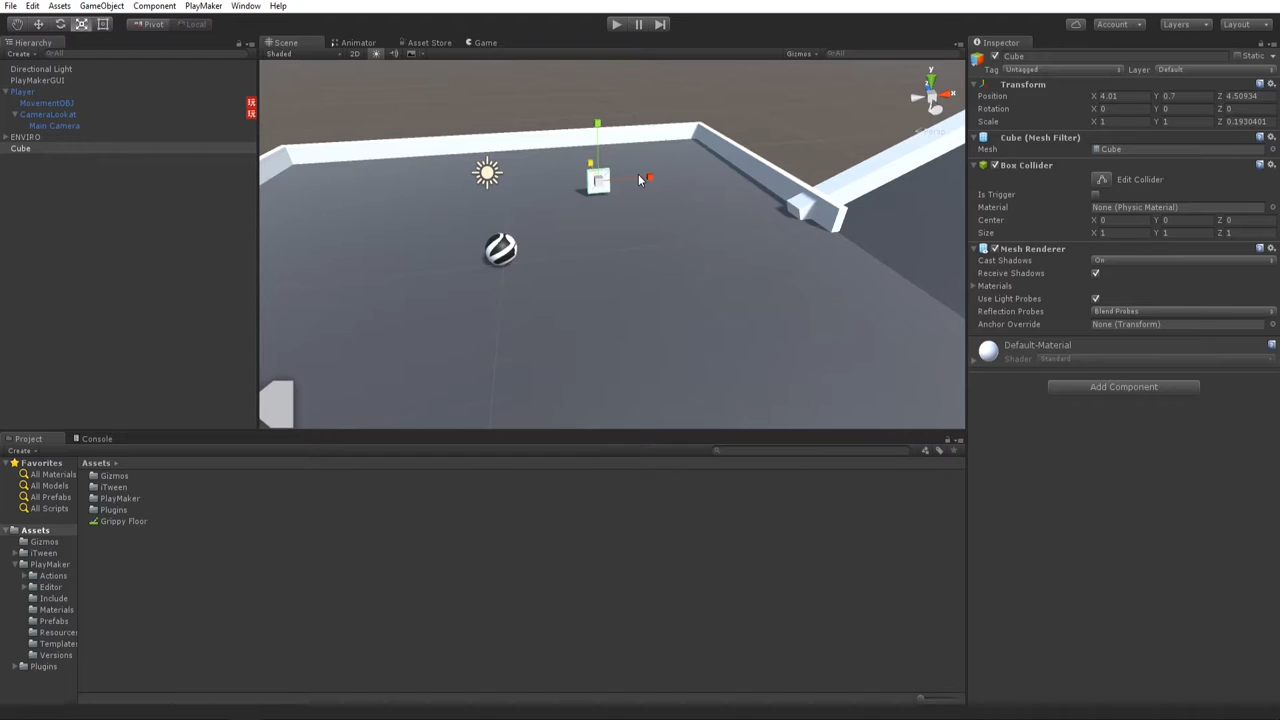 File Edit Assets GameObject Component PlayMaker Window Help
Pivot Local Account Layers Layout
Hierarchy
Create All
Directional Light
PlayMakerGUI
Player
MovementOBJ
CameraLookat
Main Camera
ENVIRO
Cube
Scene Animator Asset Store Game
Shaded 2D Gizmos All
y
x
Persp
Inspector
Cube Static
Tag Untagged Layer Default
Transform
Position X 4.01 Y 0.7 Z 4.50934
Rotation X 0 Y 0 Z 0
Scale X 1 Y 1 Z 0.1930401
Cube (Mesh Filter)
Mesh Cube
Box Collider
Edit Collider
Is Trigger
Material None (Physic Material)
Center X 0 Y 0 Z 0
Size X 1 Y 1 Z 1
Mesh Renderer
Cast Shadows On
Receive Shadows
Materials
Use Light Probes
Reflection Probes Blend Probes
Anchor Override None (Transform)
Default-Material
Shader Standard
Add Component
Project Console
Create
Favorites
All Materials
All Models
All Prefabs
All Scripts
Assets
Gizmos
iTween
PlayMaker
Actions
Editor
Include
Materials
Prefabs
Resources
Templates
Versions
Plugins
Assets
Gizmos
iTween
PlayMaker
Plugins
Grippy Floor